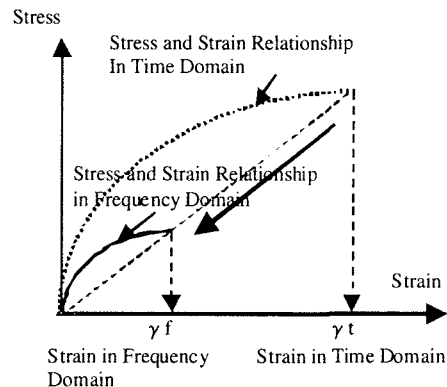 Stress
Stress and Strain Relationship
In Time Domain
Stress and Strain Relationship
in Frequency Domain
Strain
γ f
γ t
Strain in Frequency
Domain
Strain in Time Domain